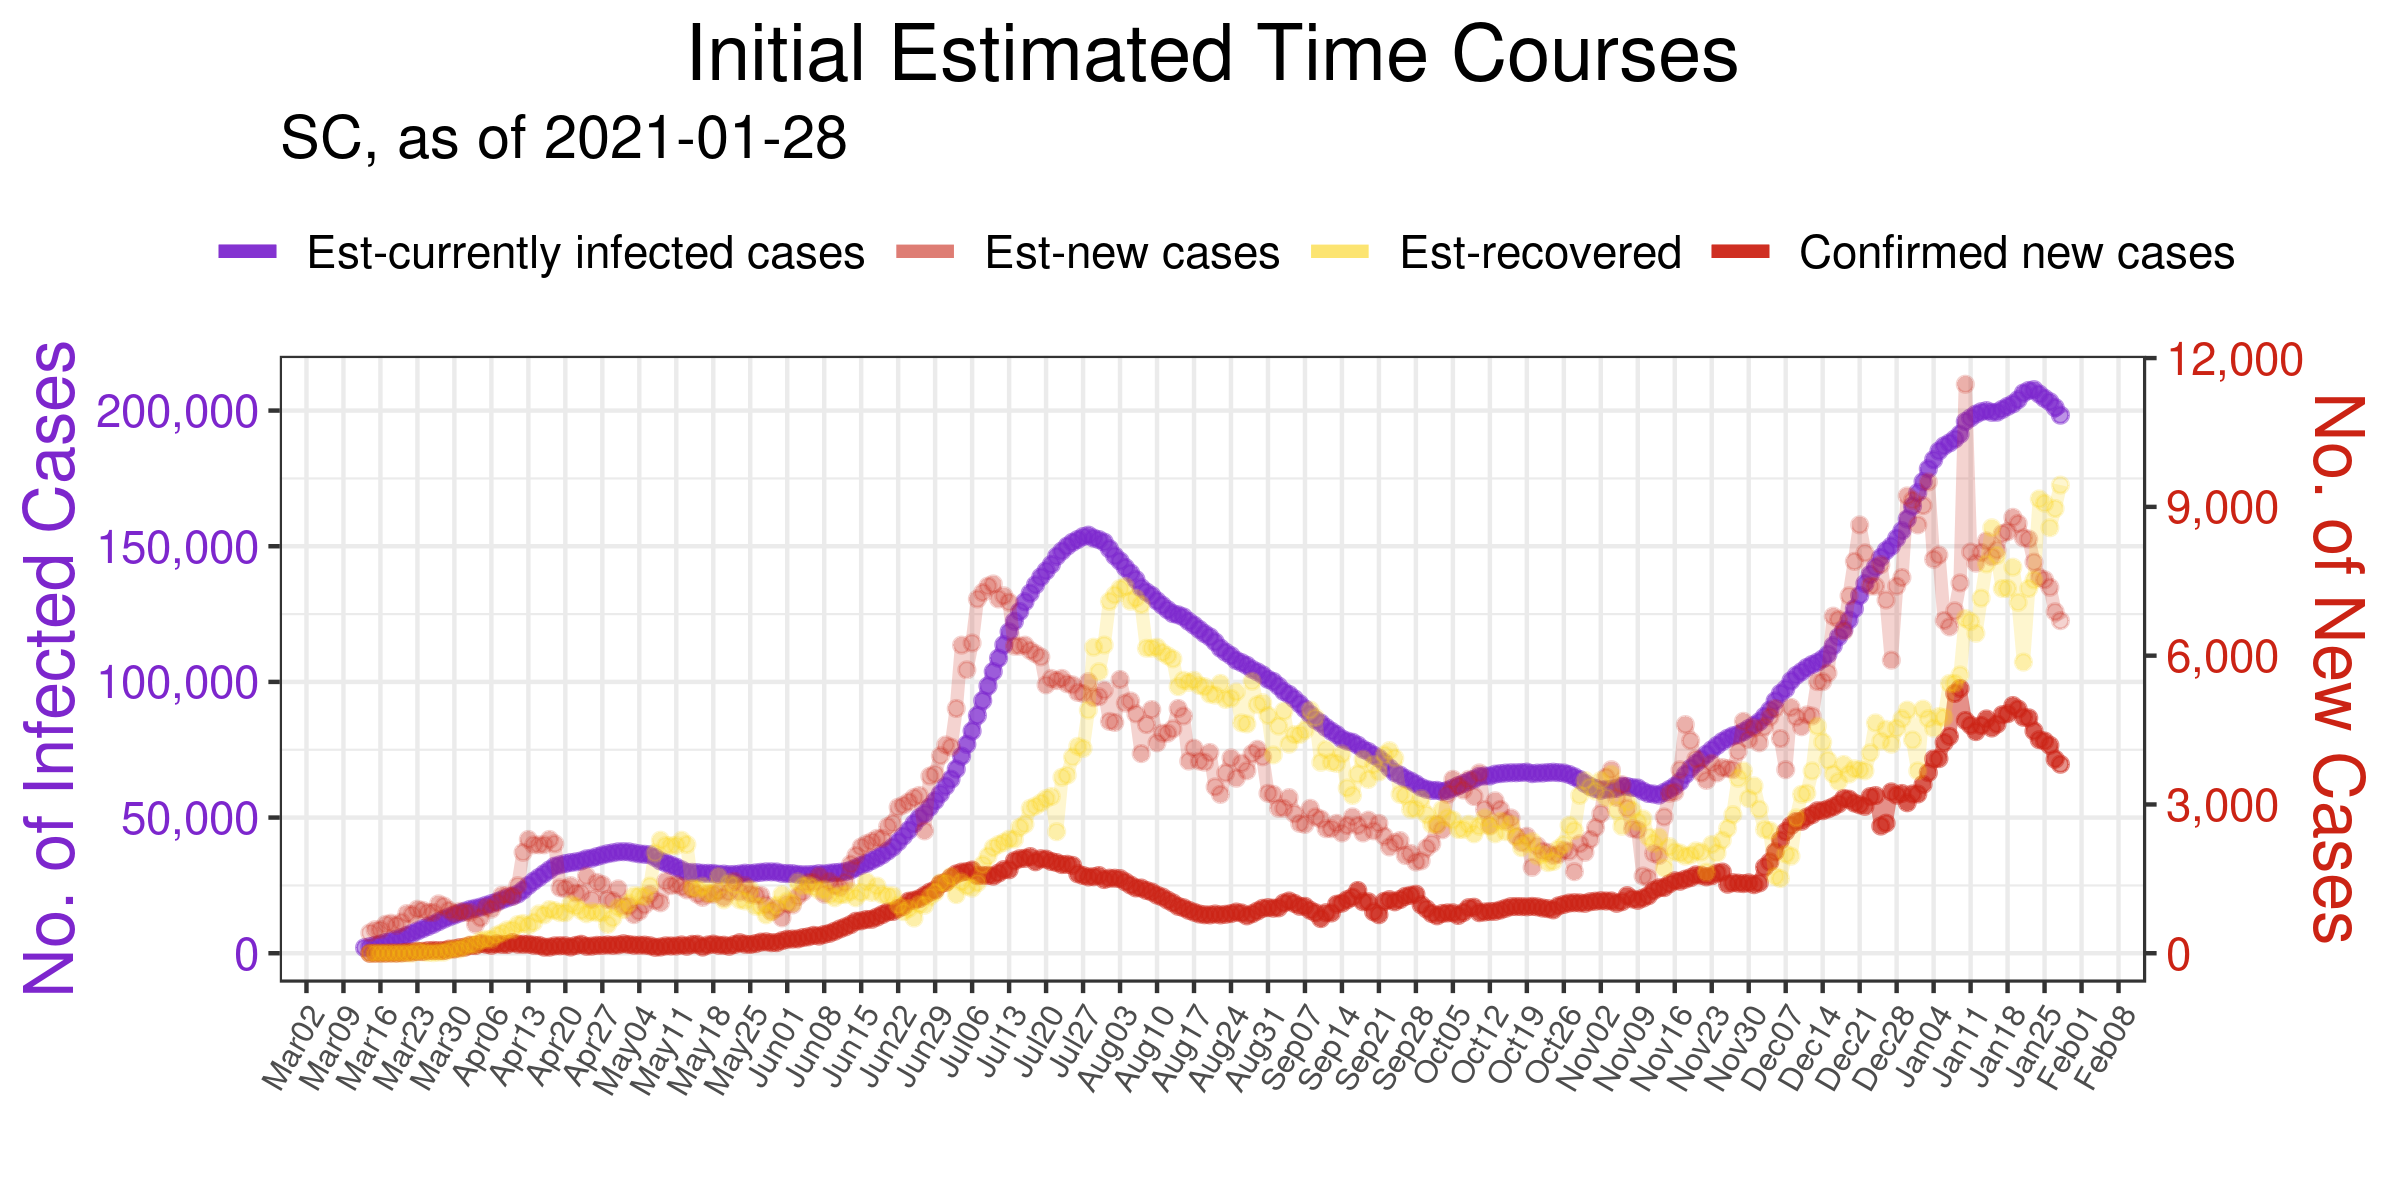 Initial Estimated Time Courses
SC, as of 2021-01-28
Est-currently infected cases Est-new cases Est-recovered Confirmed new cases
No. of Infected Cases
200,000
150,000
100,000
50,000
0
12,000
9,000
6,000
3,000
0
No. of New Cases
Mar02 Mar09 Mar16 Mar23 Mar30 Apr06 Apr13 Apr20 Apr27 May04 May11 May18 May25 Jun01 Jun08 Jun15 Jun22 Jun29 Jul06 Jul13 Jul20 Jul27 Aug03 Aug10 Aug17 Aug24 Aug31 Sep07 Sep14 Sep21 Sep28 Oct05 Oct12 Oct19 Oct26 Nov02 Nov09 Nov16 Nov23 Nov30 Dec07 Dec14 Dec21 Dec28 Jan04 Jan11 Jan18 Jan25 Feb01 Feb08